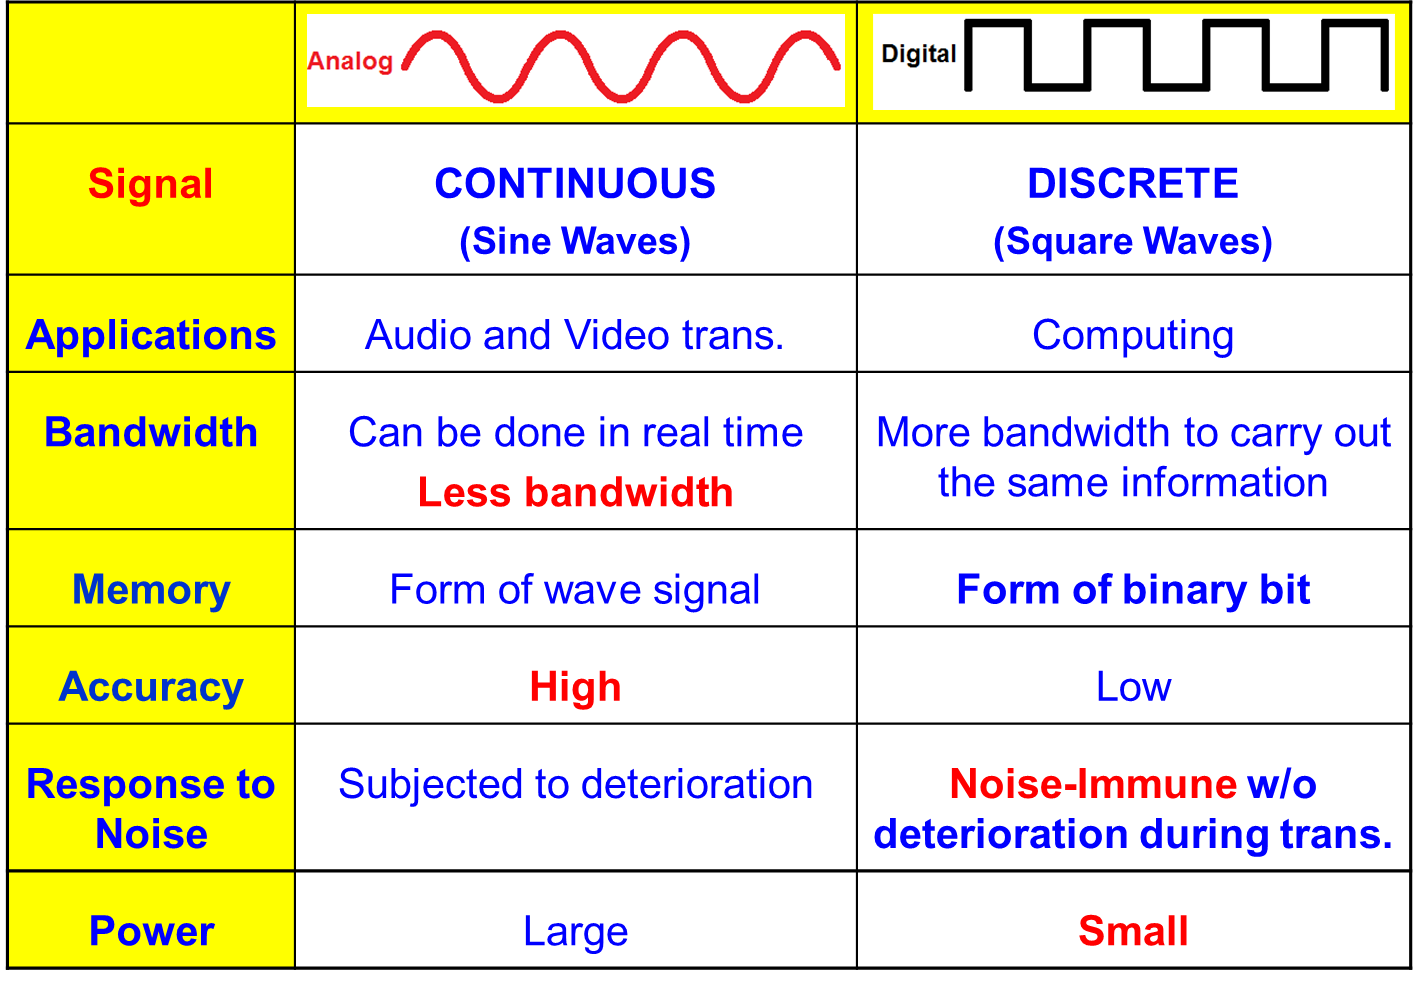 Analog
Digital
Signal
CONTINUOUS
(Sine Waves)
DISCRETE
(Square Waves)
Applications
Audio and Video trans.
Computing
Bandwidth
Can be done in real time
Less bandwidth
More bandwidth to carry out
the same information
Memory
Form of wave signal
Form of binary bit
Accuracy
High
Low
Response to
Noise
Subjected to deterioration
Noise-Immune w/o
deterioration during trans.
Power
Large
Small